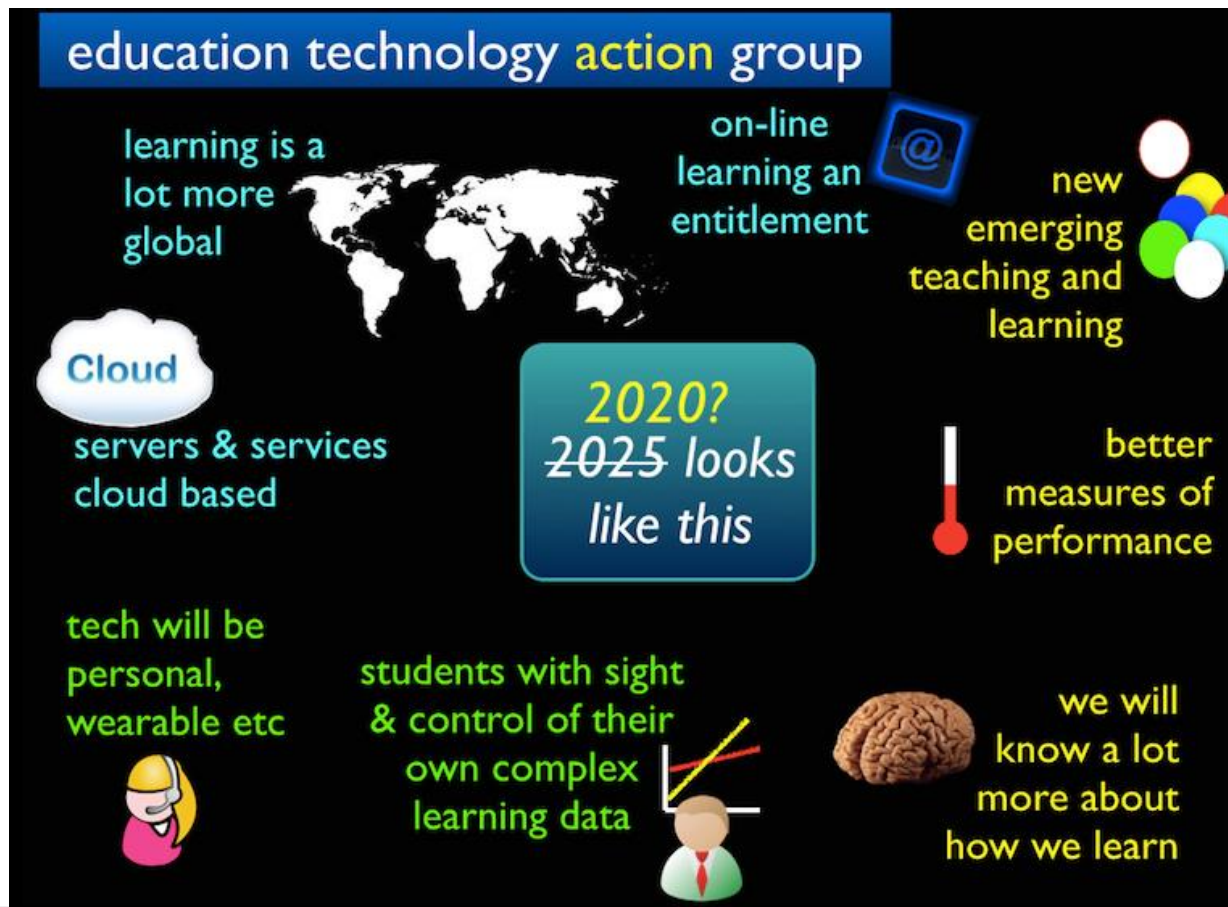 education technology action group
learning is a
lot more
global
on-line
learning an
entitlement
@
new
emerging
teaching and
learning
Cloud
servers & services
cloud based
2020?
2025 looks
like this
better
measures of
performance
tech will be
personal,
wearable etc
students with sight
& control of their
own complex
learning data
we will
know a lot
more about
how we learn